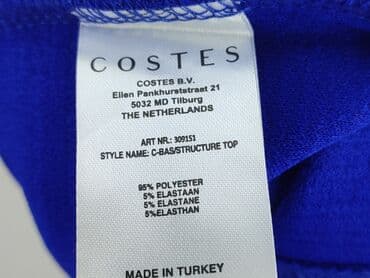 COSTES
COSTES B.V.
Ellen Pankhurststraat 21
5032 MD Tilburg
THE NETHERLANDS
ART NR.: 309151
STYLE NAME: C-BAS/STRUCTURE TOP
95% POLYESTER
5% ELASTAAN
5% ELASTANE
5%ELASTHAN
MADE IN TURKEY